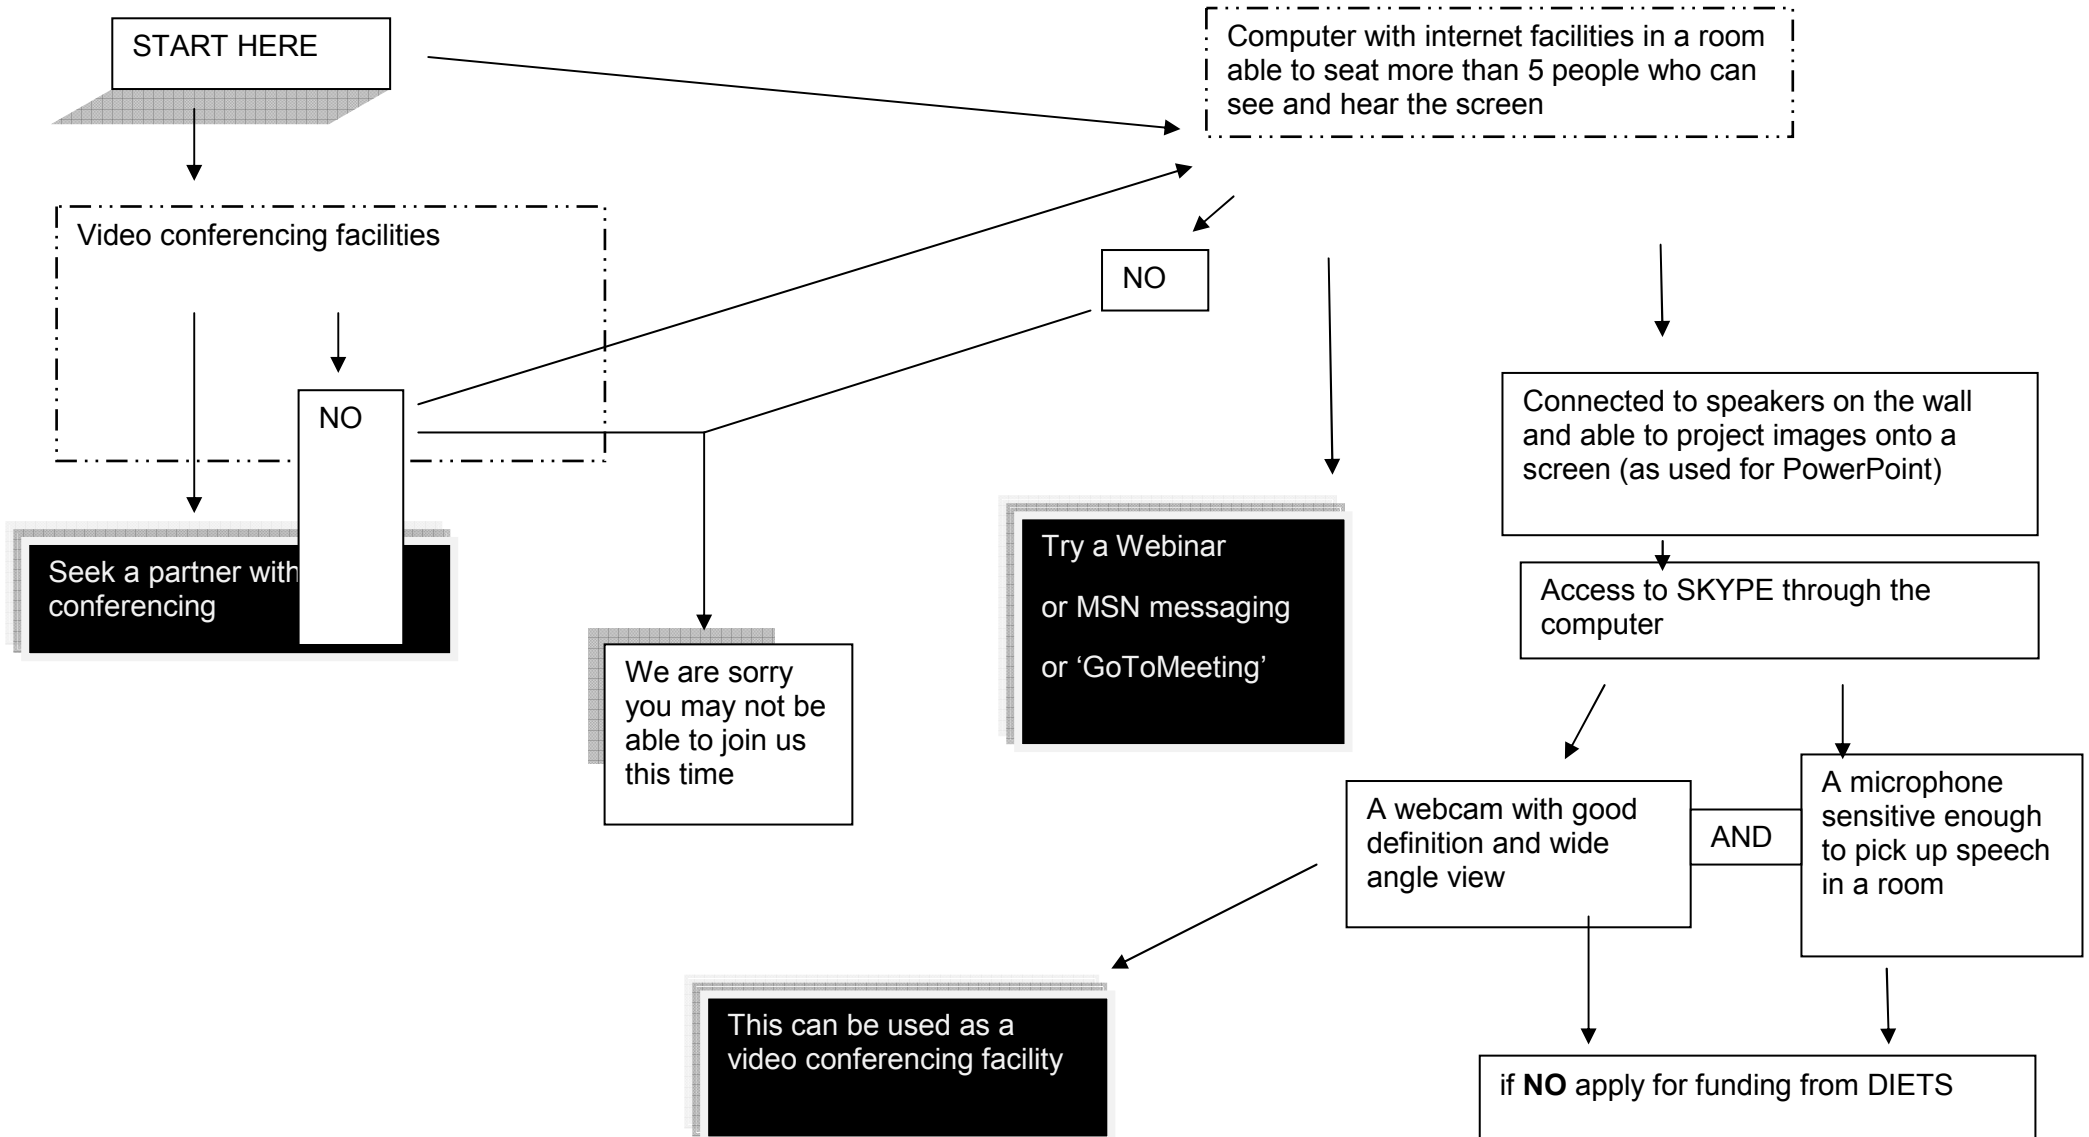 START HERE
Computer with internet facilities in a room
able to seat more than 5 people who can
see and hear the screen
Video conferencing facilities
NO
NO
Connected to speakers on the wall
and able to project images onto a
screen (as used for PowerPoint)
Seek a partner with
conferencing
Try a Webinar
or MSN messaging
or ‘GoToMeeting’
Access to SKYPE through the
computer
We are sorry
you may not be
able to join us
this time
A webcam with good
definition and wide
angle view
AND
A microphone
sensitive enough
to pick up speech
in a room
This can be used as a
video conferencing facility
if NO apply for funding from DIETS